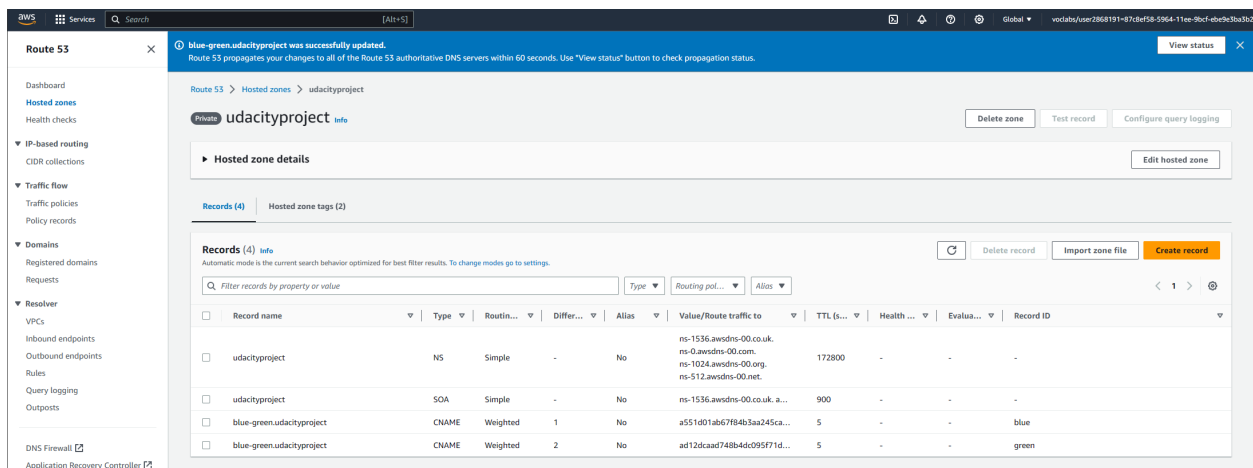 aws Services Search [Alt+S] Global voclabs/user2868191=87c8ef58-5964-11ee-9bcf-ebe9e3ba3b2
Route 53
Dashboard
Hosted zones
Health checks
IP-based routing
CIDR collections
Traffic flow
Traffic policies
Policy records
Domains
Registered domains
Requests
Resolver
VPCs
Inbound endpoints
Outbound endpoints
Rules
Query logging
Outposts
DNS Firewall
Application Recovery Controller
blue-green.udacityproject was successfully updated.
Route 53 propagates your changes to all of the Route 53 authoritative DNS servers within 60 seconds. Use "View status" button to check propagation status.
View status
Route 53 > Hosted zones > udacityproject
Private udacityproject Info
Delete zone Test record Configure query logging
Hosted zone details
Edit hosted zone
Records (4) Hosted zone tags (2)
Records (4) Info
Automatic mode is the current search behavior optimized for best filter results. To change modes go to settings.
Delete record Import zone file Create record
Filter records by property or value Type Routing pol... Alias 1
Record name Type Routin... Differ... Alias Value/Route traffic to TTL (s... Health ... Evalua... Record ID
udacityproject NS Simple - No ns-1536.awsdns-00.co.uk.
ns-0.awsdns-00.com.
ns-1024.awsdns-00.org.
ns-512.awsdns-00.net.
172800 - - -
udacityproject SOA Simple - No ns-1536.awsdns-00.co.uk. a... 900 - - -
blue-green.udacityproject CNAME Weighted 1 No a551d01ab67f84b3aa245ca... 5 - - blue
blue-green.udacityproject CNAME Weighted 2 No ad12dcaad748b4dc095f71d... 5 - - green